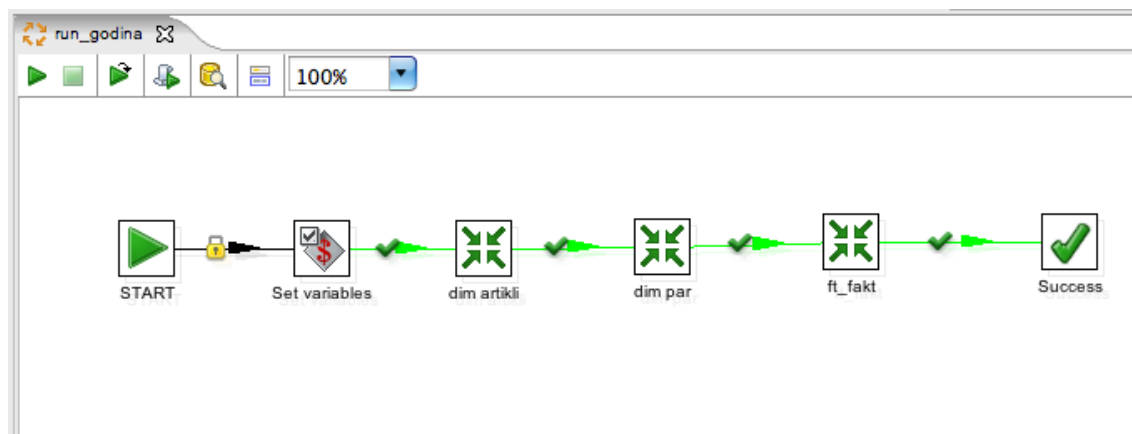 run_godina
100%
START
Set variables
dim artikli
dim par
ft_fakt
Success